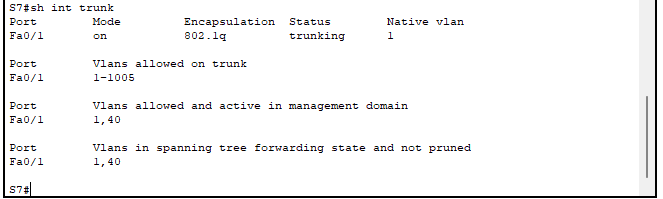 S7#sh int trunk
Port        Mode         Encapsulation  Status        Native vlan
Fa0/1       on           802.1q         trunking      1
Port        Vlans allowed on trunk
Fa0/1       1-1005
Port        Vlans allowed and active in management domain
Fa0/1       1,40
Port        Vlans in spanning tree forwarding state and not pruned
Fa0/1       1,40
S7#